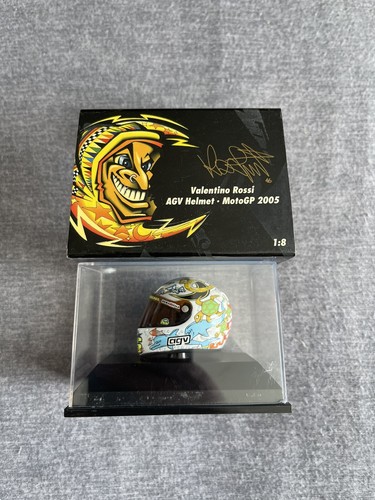 Valentino Rossi
AGV Helmet · MotoGP 2005
1:8
agv